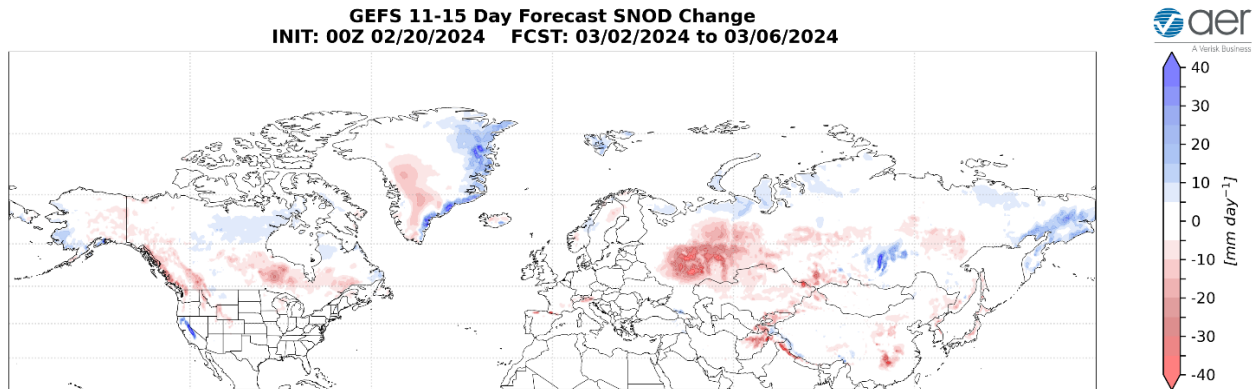 GEFS 11-15 Day Forecast SNOD Change
INIT: 00Z 02/20/2024    FCST: 03/02/2024 to 03/06/2024
aer
A Verisk Business
40
30
20
10
0
-10
-20
-30
-40
[mm day⁻¹]